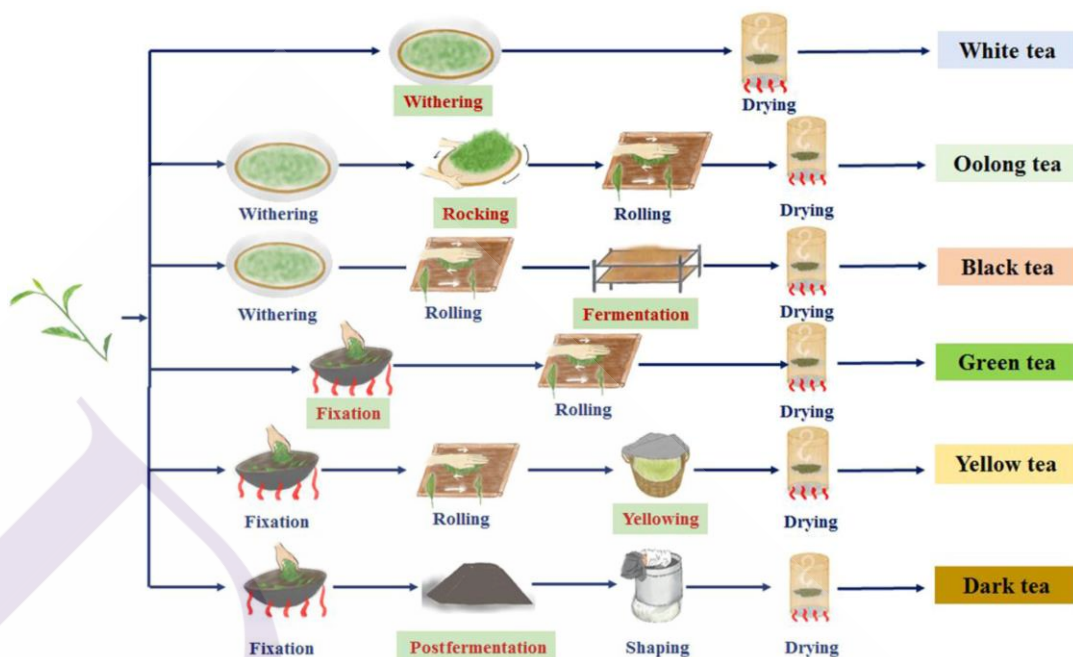 White tea
Withering
Drying
Oolong tea
Withering
Rocking
Rolling
Drying
Black tea
Withering
Rolling
Fermentation
Drying
Green tea
Fixation
Rolling
Drying
Yellow tea
Fixation
Rolling
Yellowing
Drying
Dark tea
Fixation
Postfermentation
Shaping
Drying